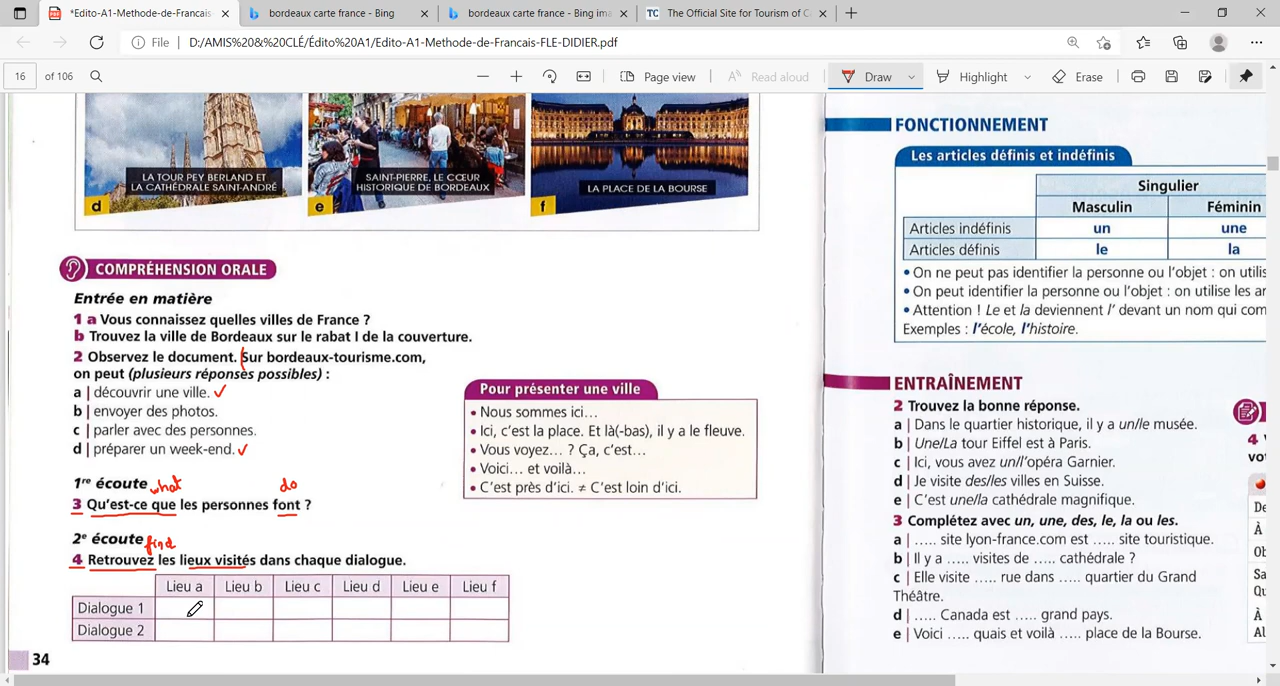 *Edito-A1-Methode-de-Francais
bordeaux carte france - Bing
bordeaux carte france - Bing ima
TC The Official Site for Tourism of C
File D:/AMIS%20&%20CLÉ/Édito%20A1/Edito-A1-Methode-de-Francais-FLE-DIDIER.pdf
16 of 106
Page view
Read aloud
Draw
Highlight
Erase
LA TOUR PEY BERLAND ET
LA CATHÉDRALE SAINT-ANDRÉ
d
SAINT-PIERRE, LE CŒUR
HISTORIQUE DE BORDEAUX
e
LA PLACE DE LA BOURSE
f
COMPRÉHENSION ORALE
Entrée en matière
1 a Vous connaissez quelles villes de France ?
b Trouvez la ville de Bordeaux sur le rabat I de la couverture.
2 Observez le document. Sur bordeaux-tourisme.com,
on peut (plusieurs réponses possibles) :
a | découvrir une ville. ✓
b | envoyer des photos.
c | parler avec des personnes.
d | préparer un week-end. ✓
1re écoute what do
3 Qu'est-ce que les personnes font ?
2e écoute find
4 Retrouvez les lieux visités dans chaque dialogue.
Lieu a Lieu b Lieu c Lieu d Lieu e Lieu f
Dialogue 1
Dialogue 2
34
Pour présenter une ville
• Nous sommes ici…
• Ici, c'est la place. Et là(-bas), il y a le fleuve.
• Vous voyez… ? Ça, c'est…
• Voici… et voilà…
• C'est près d'ici. ≠ C'est loin d'ici.
FONCTIONNEMENT
Les articles définis et indéfinis
Singulier
Masculin Féminin
Articles indéfinis un une
Articles définis le la
• On ne peut pas identifier la personne ou l'objet : on utilis
• On peut identifier la personne ou l'objet : on utilise les ar
• Attention ! Le et la deviennent l' devant un nom qui com
Exemples : l'école, l'histoire.
ENTRAÎNEMENT
2 Trouvez la bonne réponse.
a | Dans le quartier historique, il y a un/le musée.
b | Une/La tour Eiffel est à Paris.
c | Ici, vous avez un/l'opéra Garnier.
d | Je visite des/les villes en Suisse.
e | C'est une/la cathédrale magnifique.
3 Complétez avec un, une, des, le, la ou les.
a | ..... site lyon-france.com est ..... site touristique.
b | Il y a ..... visites de ..... cathédrale ?
c | Elle visite ..... rue dans ..... quartier du Grand
Théâtre.
d | ..... Canada est ..... grand pays.
e | Voici ..... quais et voilà ..... place de la Bourse.
4 V
vot
De
À
Ob
Sa
Qu
À
Al